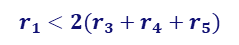 r₁ < 2(r₃ + r₄ + r₅)